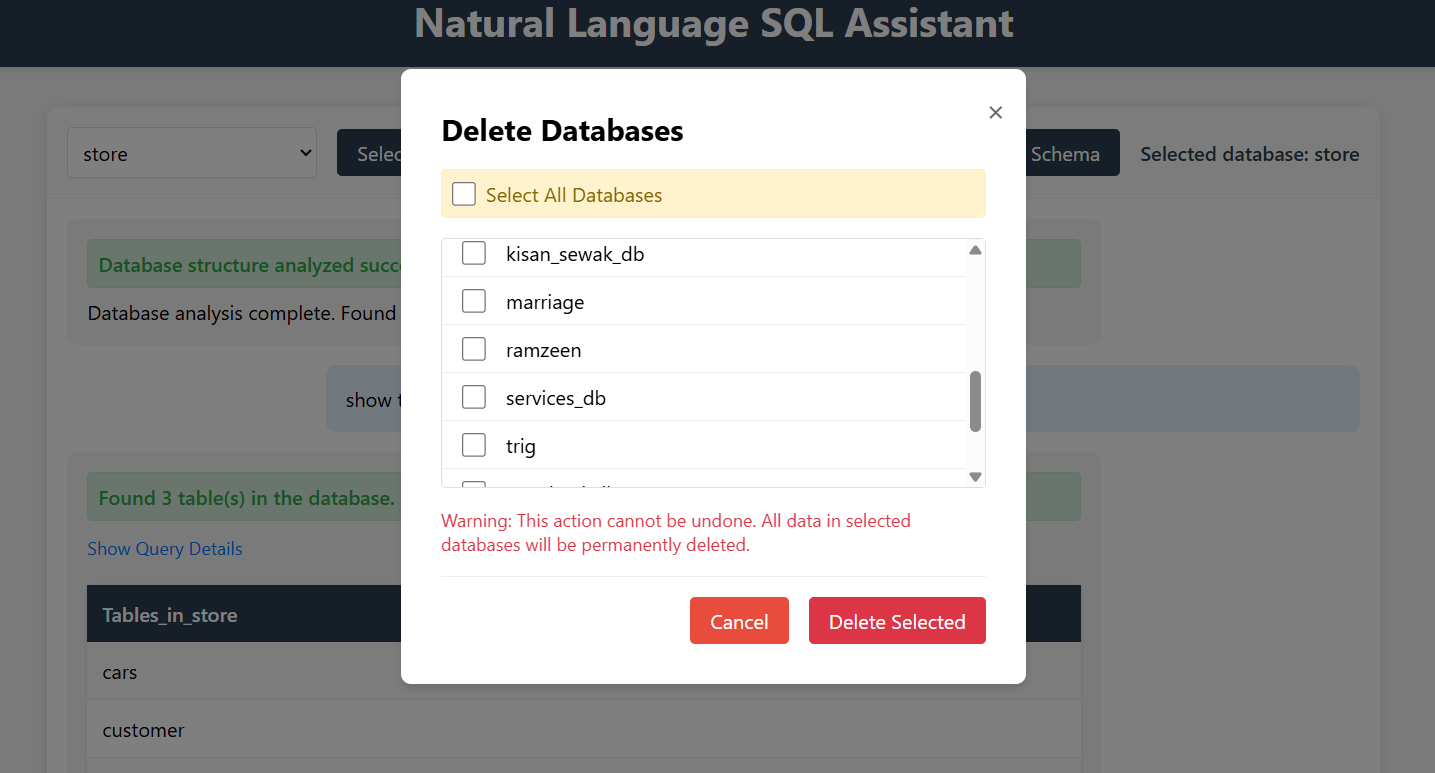 Natural Language SQL Assistant
store
Selec
Schema
Selected database: store
Database structure analyzed succ
Database analysis complete. Found
show t
Found 3 table(s) in the database.
Show Query Details
Tables_in_store
cars
customer
Delete Databases
×
Select All Databases
kisan_sewak_db
marriage
ramzeen
services_db
trig
Warning: This action cannot be undone. All data in selected
databases will be permanently deleted.
Cancel
Delete Selected